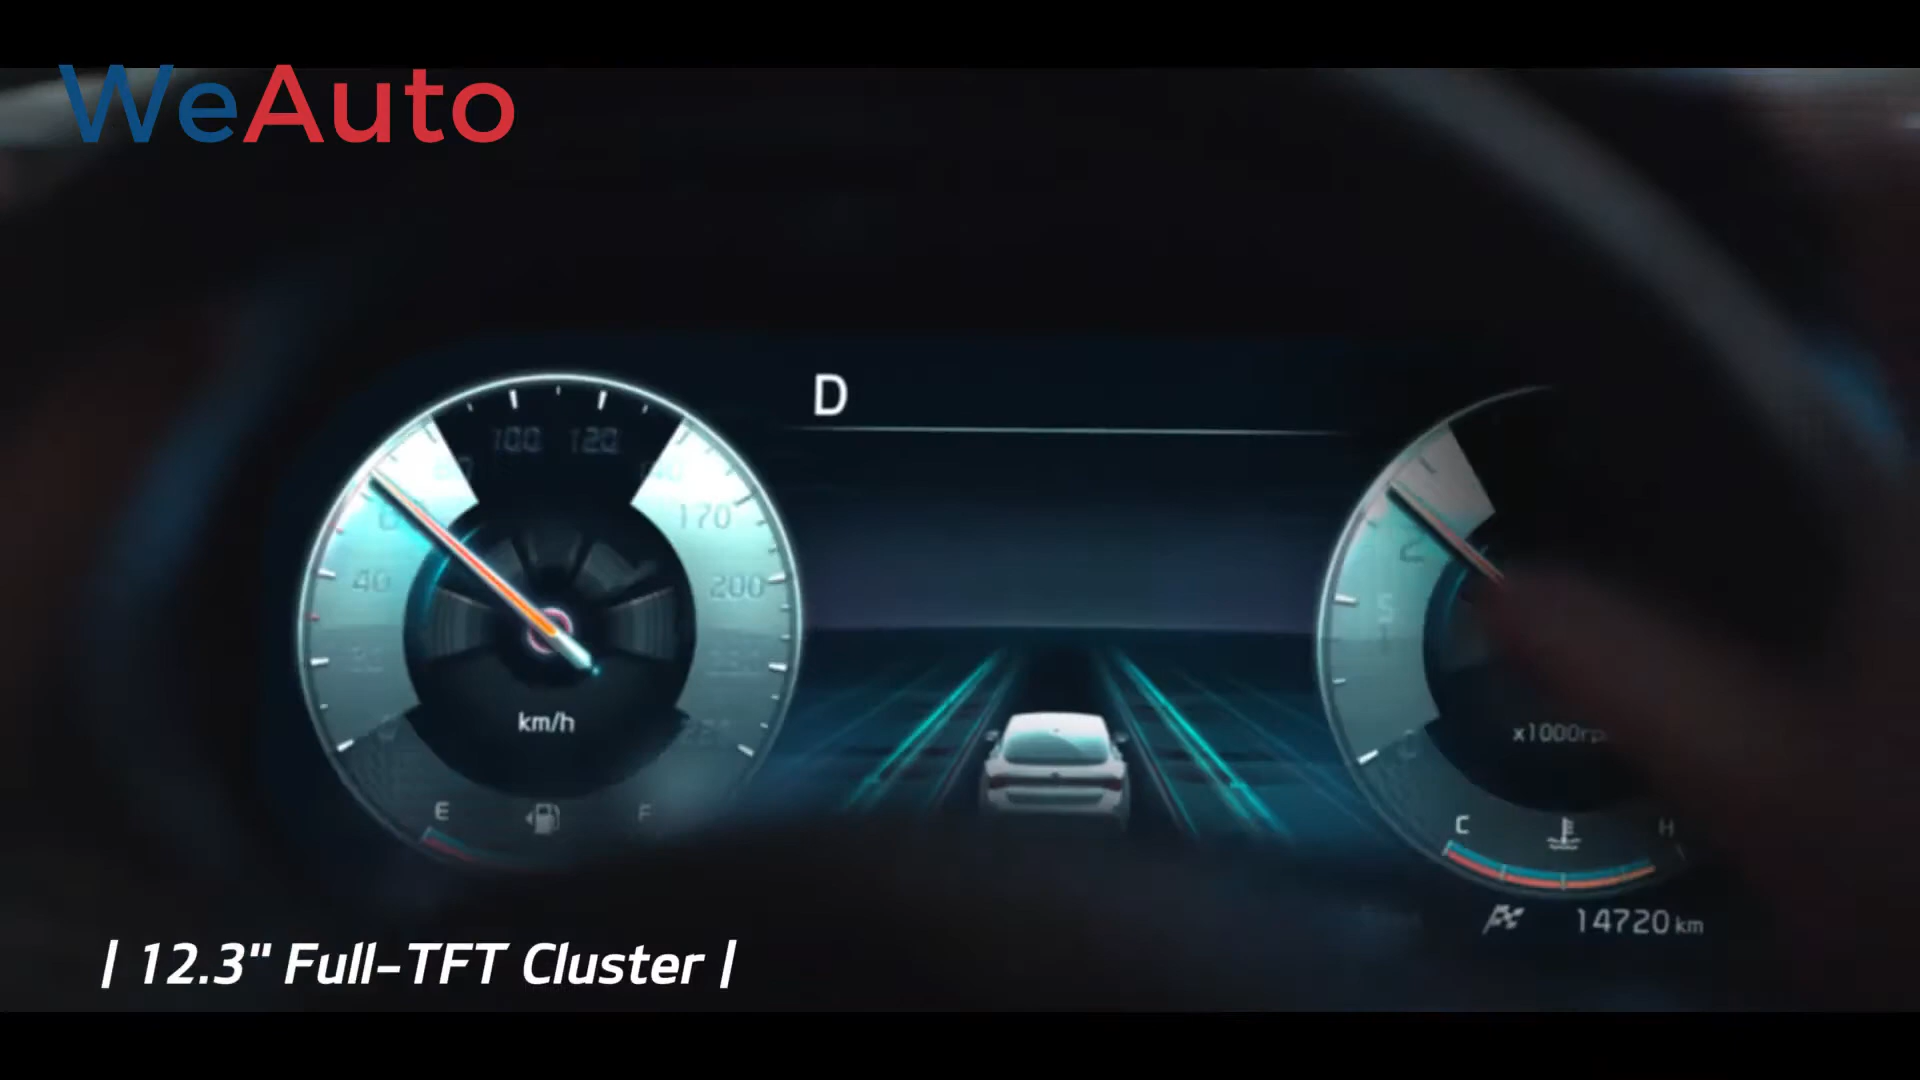 WeAuto
D
100 120
170
40
200
km/h
x1000r
E
C H
14720 km
| 12.3" Full-TFT Cluster |